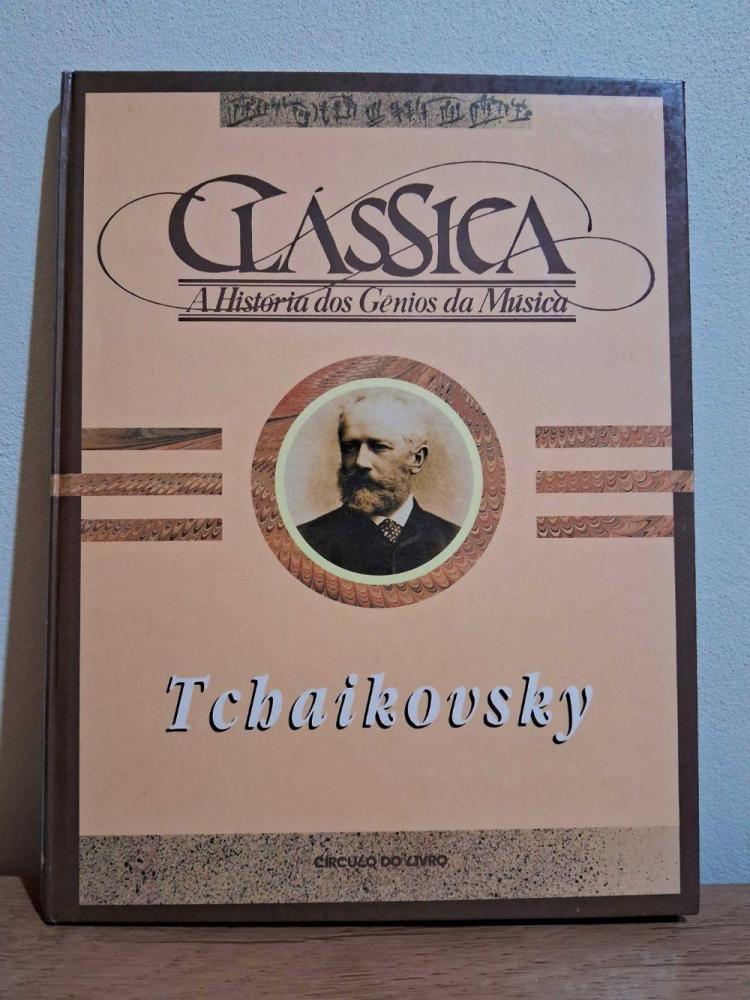 CLÁSSICA
A História dos Gênios da Música
Tchaikovsky
CÍRCULO DO LIVRO